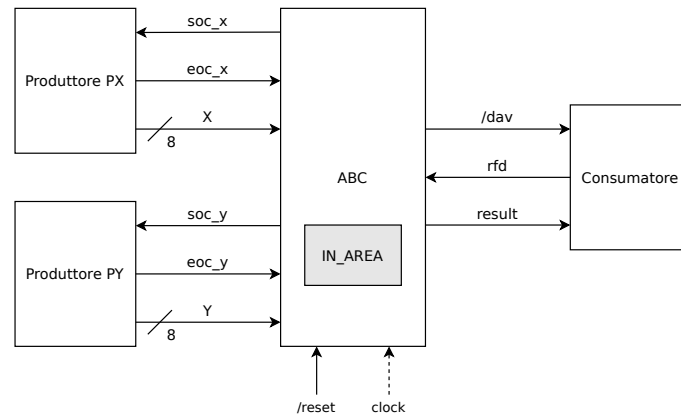 soc_x
Produttore PX
eoc_x
X
8
/dav
ABC
rfd
Consumatore
result
soc_y
IN_AREA
Produttore PY
eoc_y
Y
8
/reset
clock